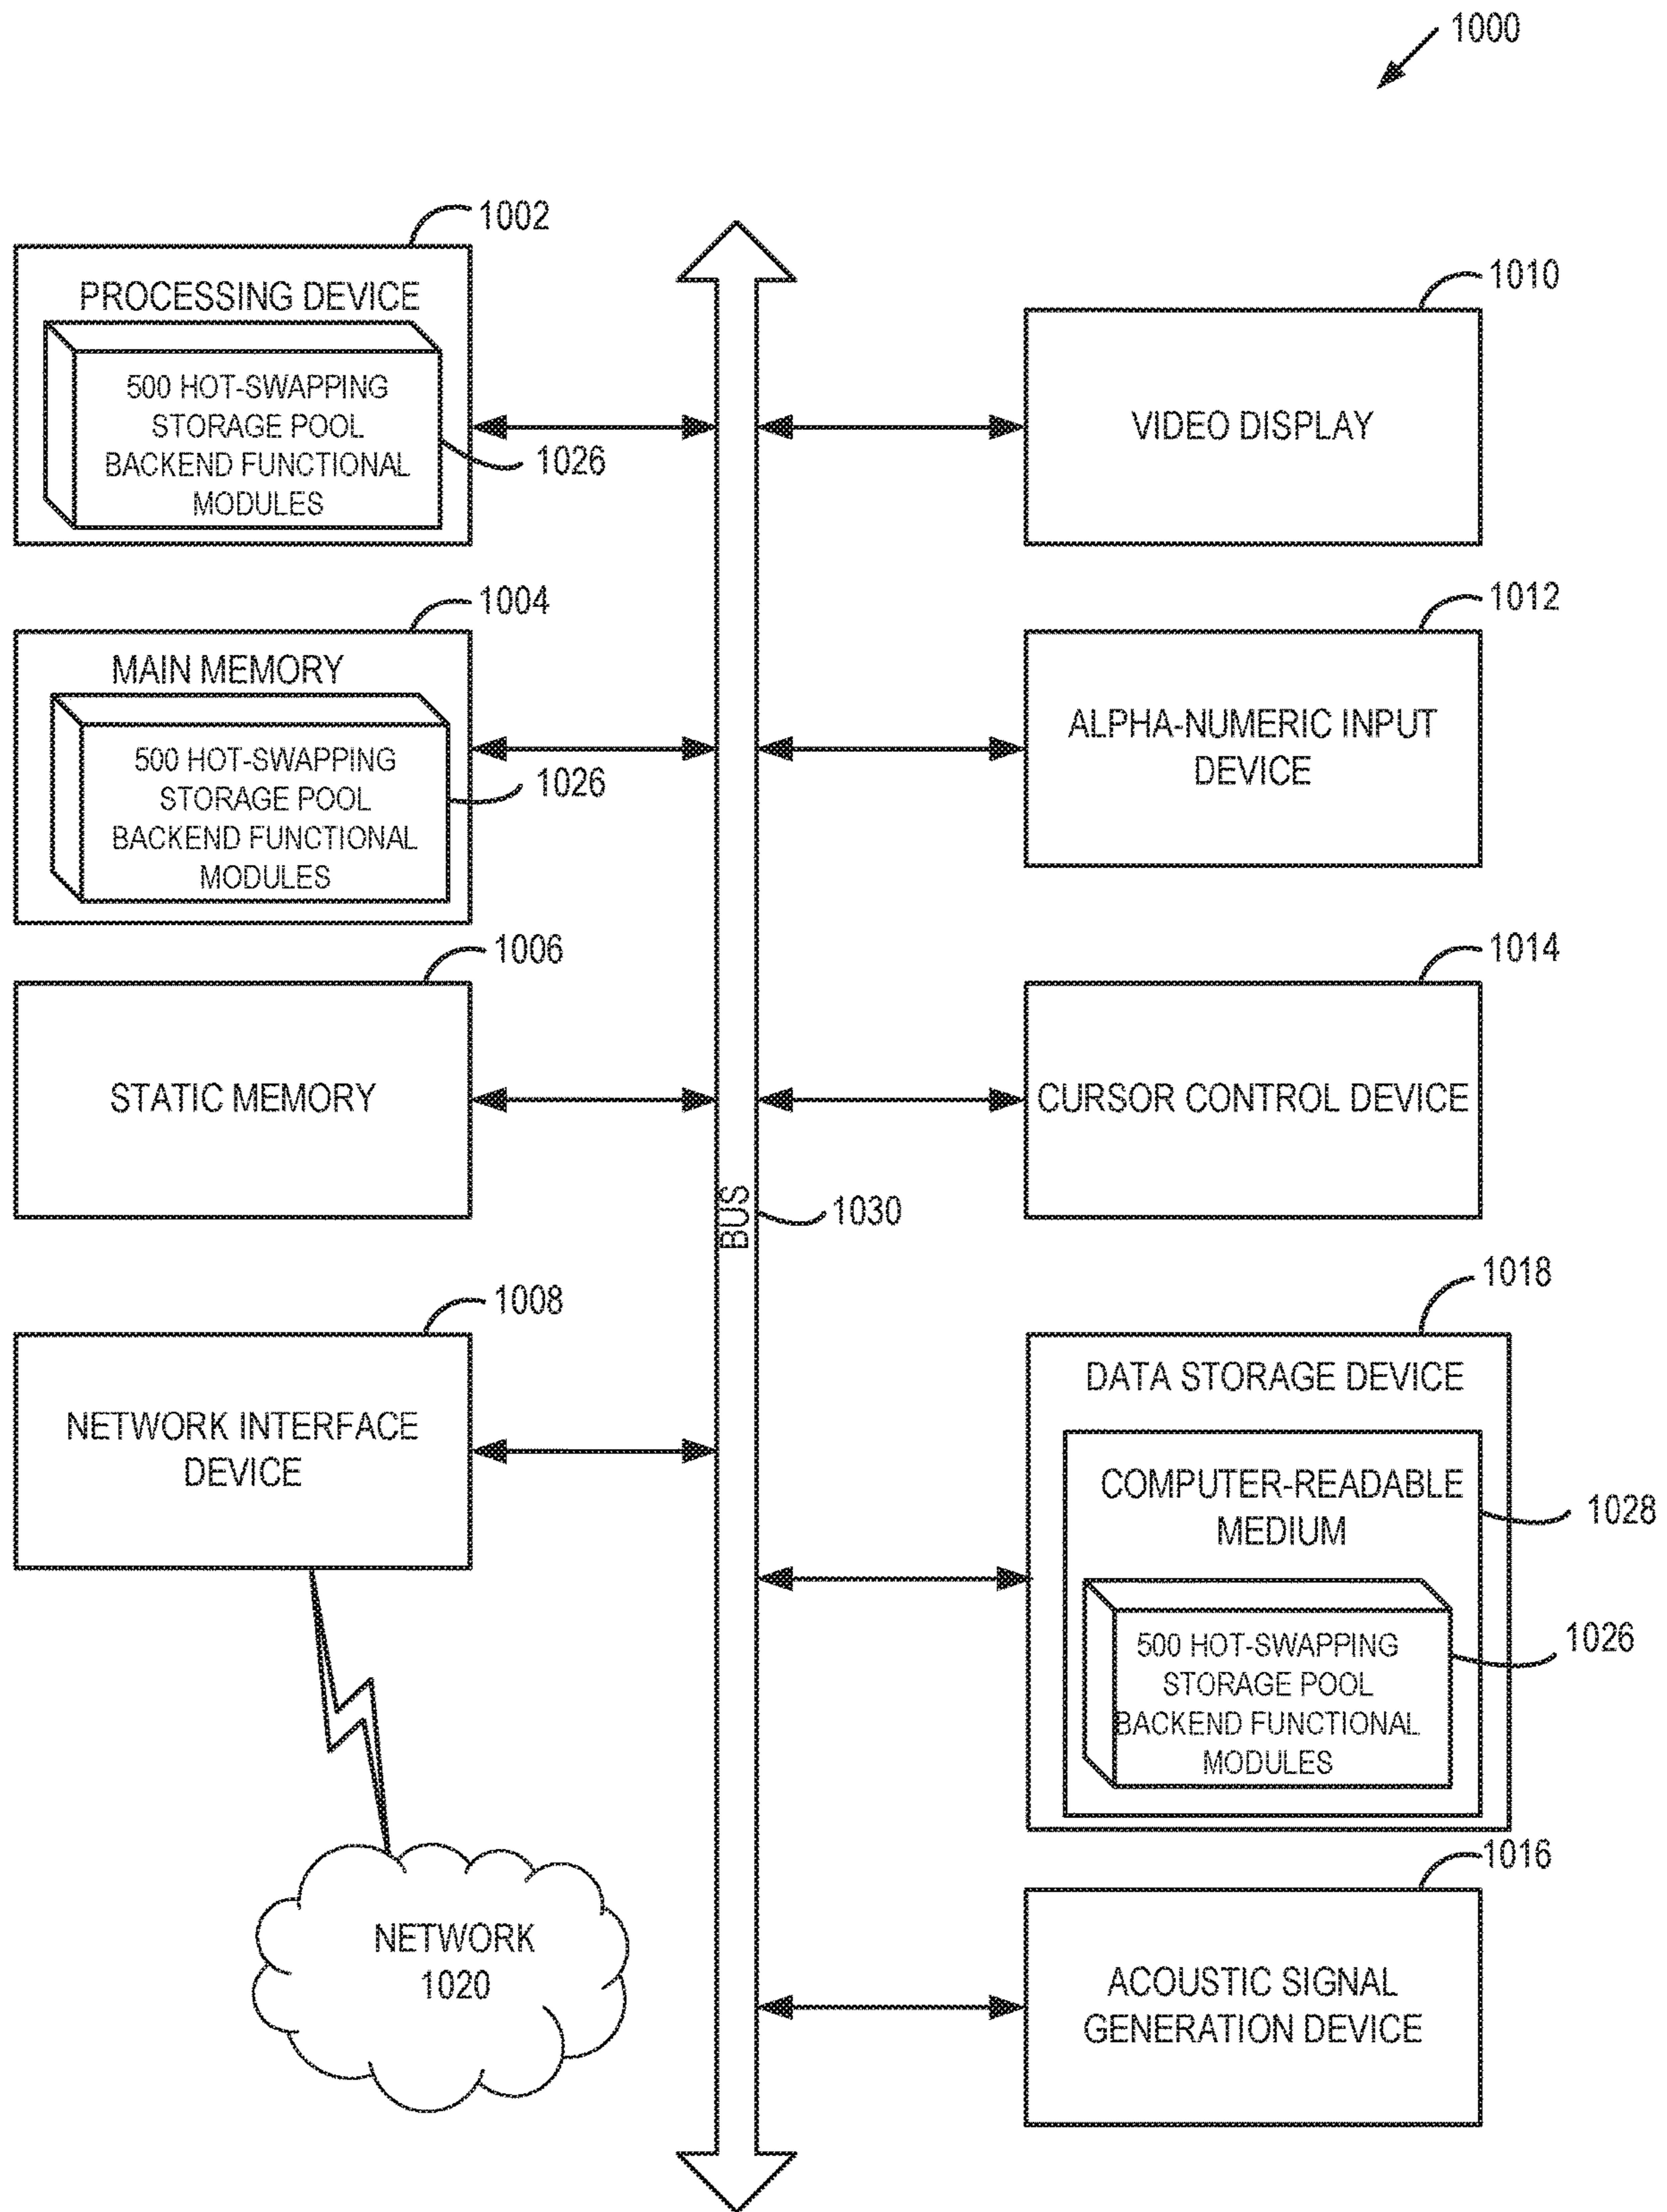 1000
1002
PROCESSING DEVICE
500 HOT-SWAPPING
STORAGE POOL
BACKEND FUNCTIONAL
MODULES
1026
1004
MAIN MEMORY
500 HOT-SWAPPING
STORAGE POOL
BACKEND FUNCTIONAL
MODULES
1026
1006
STATIC MEMORY
1008
NETWORK INTERFACE
DEVICE
NETWORK
1020
BUS
1030
1010
VIDEO DISPLAY
1012
ALPHA-NUMERIC INPUT
DEVICE
1014
CURSOR CONTROL DEVICE
1018
DATA STORAGE DEVICE
COMPUTER-READABLE
MEDIUM
1028
500 HOT-SWAPPING
STORAGE POOL
BACKEND FUNCTIONAL
MODULES
1026
1016
ACOUSTIC SIGNAL
GENERATION DEVICE